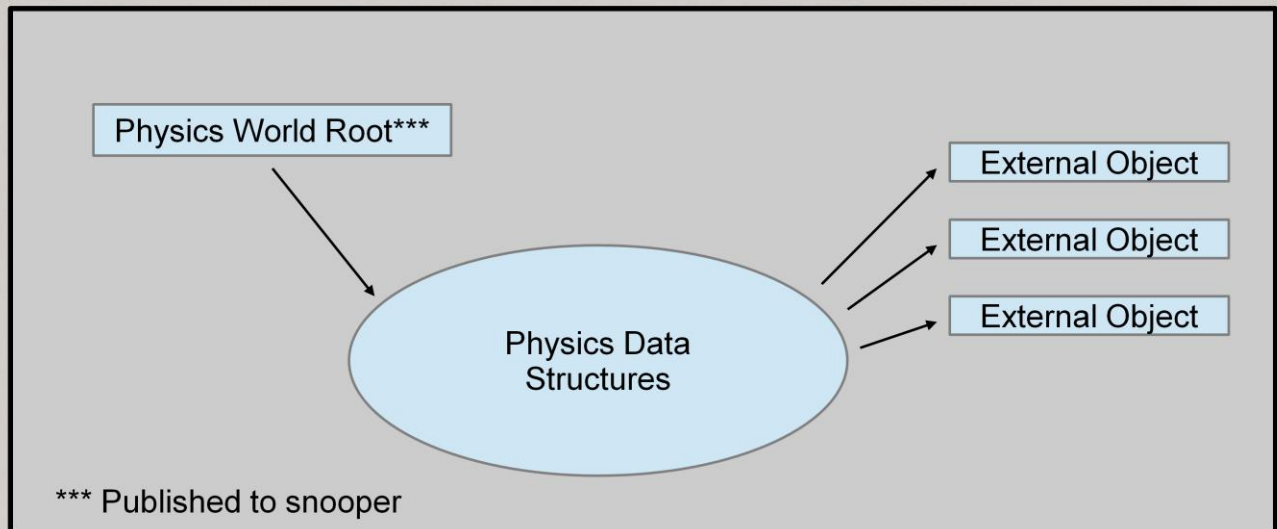 Physics World Root***
External Object
External Object
External Object
Physics Data
Structures
*** Published to snooper